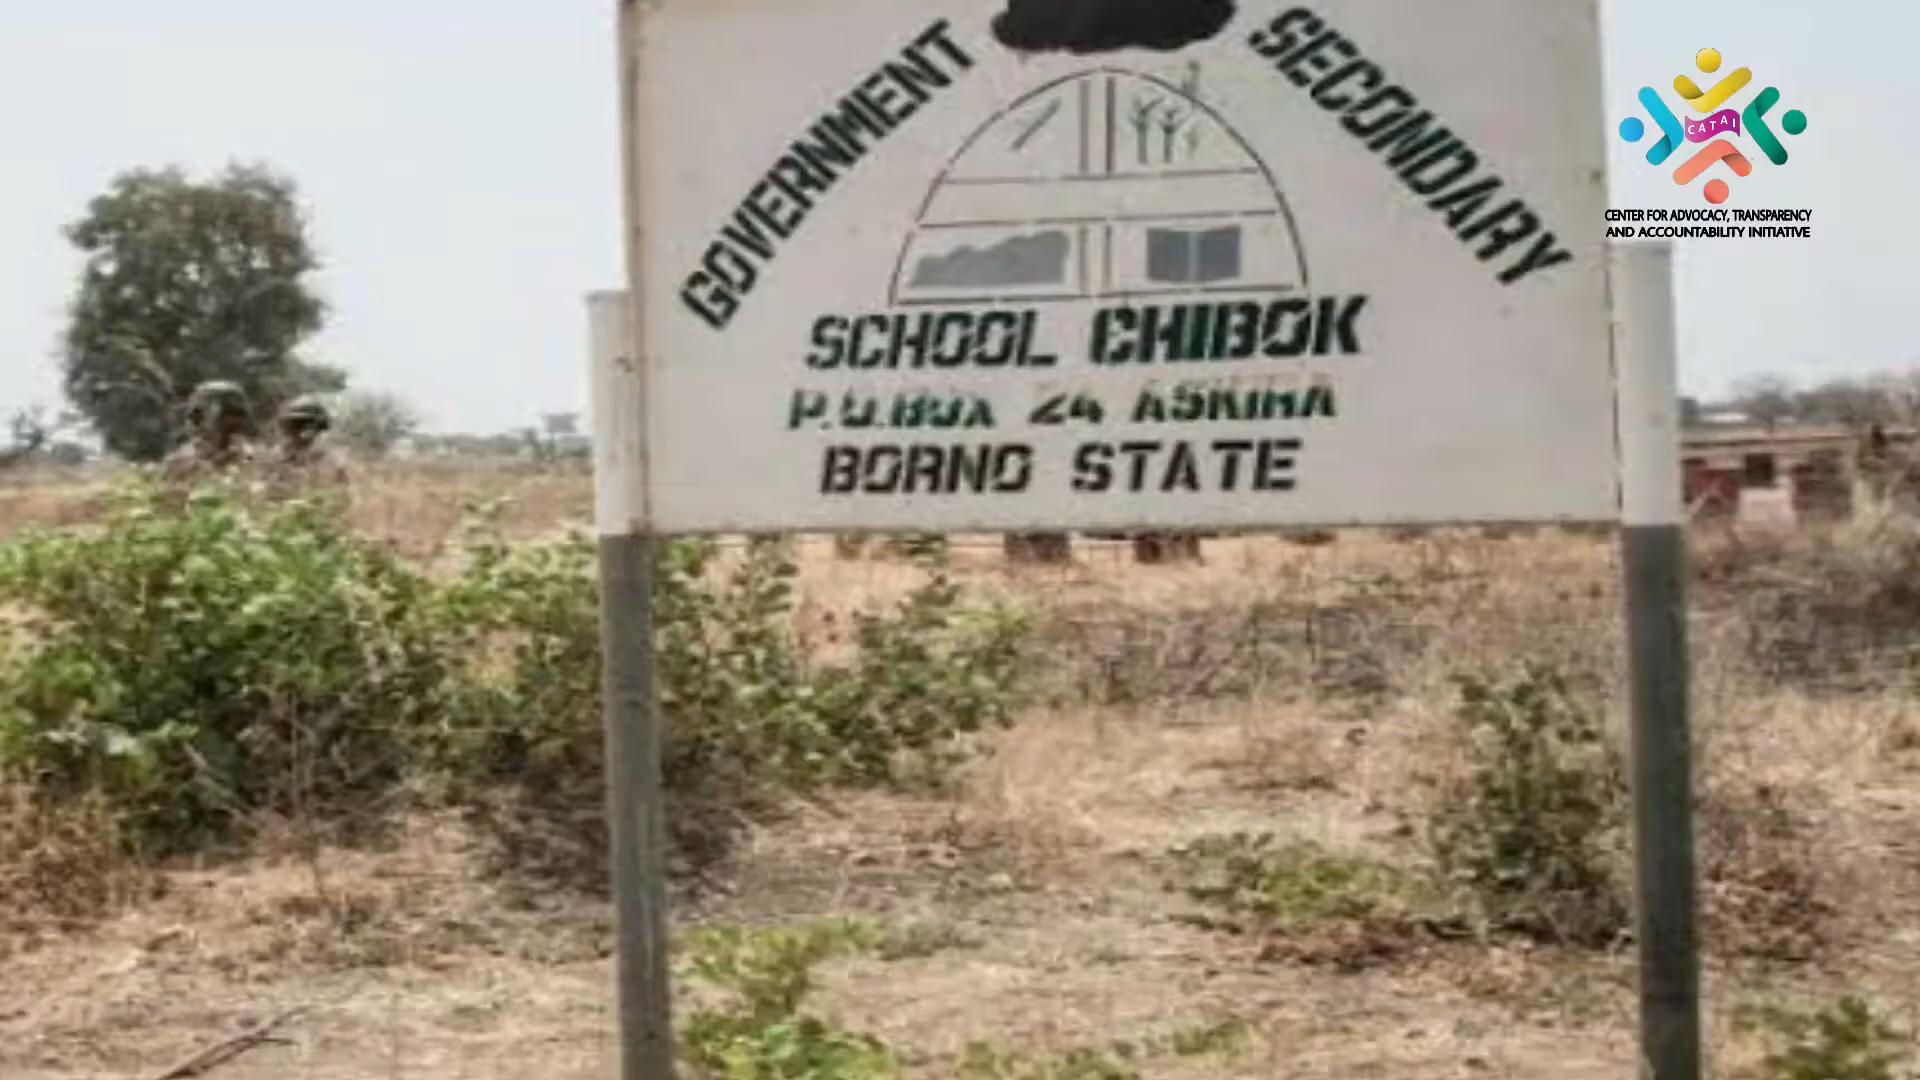 GOVERNMENT SECONDARY
SCHOOL CHIBOK
P.O.BOX 24 ASKIRA
BORNO STATE
CATAI
CENTER FOR ADVOCACY, TRANSPARENCY
AND ACCOUNTABILITY INITIATIVE